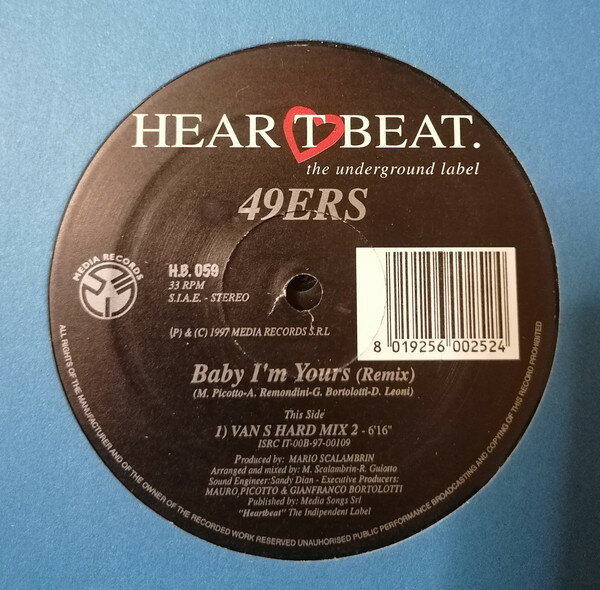 HEARTBEAT.
the underground label
49ERS
MEDIA RECORDS
H.B. 059
33 RPM
S.I.A.E. - STEREO
(P) & (C) 1997 MEDIA RECORDS S.R.L
8 019256 002524
Baby I'm Yours (Remix)
(M. Picotto-A. Remondini-G. Bortolotti-D. Leoni)
This Side
1) VAN S HARD MIX 2 - 6'16"
ISRC IT-00B-97-00109
Produced by: MARIO SCALAMBRIN
Arranged and mixed by: M. Scalambrin-R. Guiotto
Sound Engineer:Sandy Dian - Executive Producers:
MAURO PICOTTO & GIANFRANCO BORTOLOTTI
Published by: Media Songs Srl
"Heartbeat" The Indipendent Label
ALL RIGHTS OF THE MANUFACTURER AND OF THE OWNER OF THE RECORDED WORK RESERVED UNAUHORISED PUBLIC PERFORMANCE BROADCASTING AND COPYING OF THIS RECORD PROHIBITED